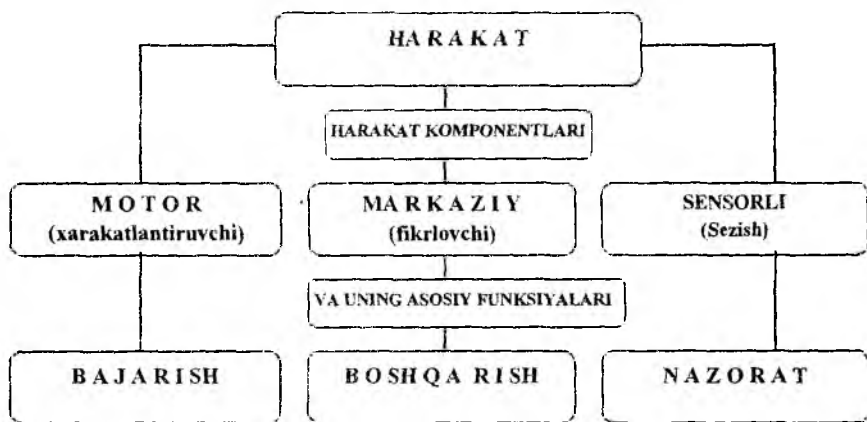 HARAKAT
HARAKAT KOMPONENTLARI
MOTOR
(xarakatlantiruvchi)
MARKAZIY
(fikrlovchi)
SENSORLI
(Sezish)
VA UNING ASOSIY FUNKSIYALARI
BAJARISH
BOSHQARISH
NAZORAT